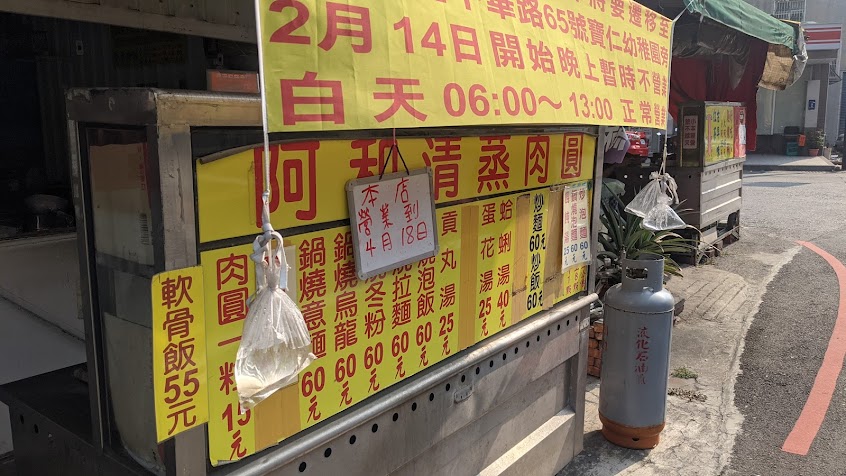 華路65號寶仁幼稚園旁
2月14日開始晚上暫時不營業
白天 06:00～13:00 正常營業
阿和清蒸肉圓
本店
營業到
4月18日
軟骨飯55元
肉圓一粒15元
鍋燒意麵60元
鍋燒烏龍60元
冬粉60元
拉麵60元
泡飯60元
貢丸湯25元
蛋花湯25元
蛤蜊湯40元
炒麵60元
炒飯60元
液化石油氣